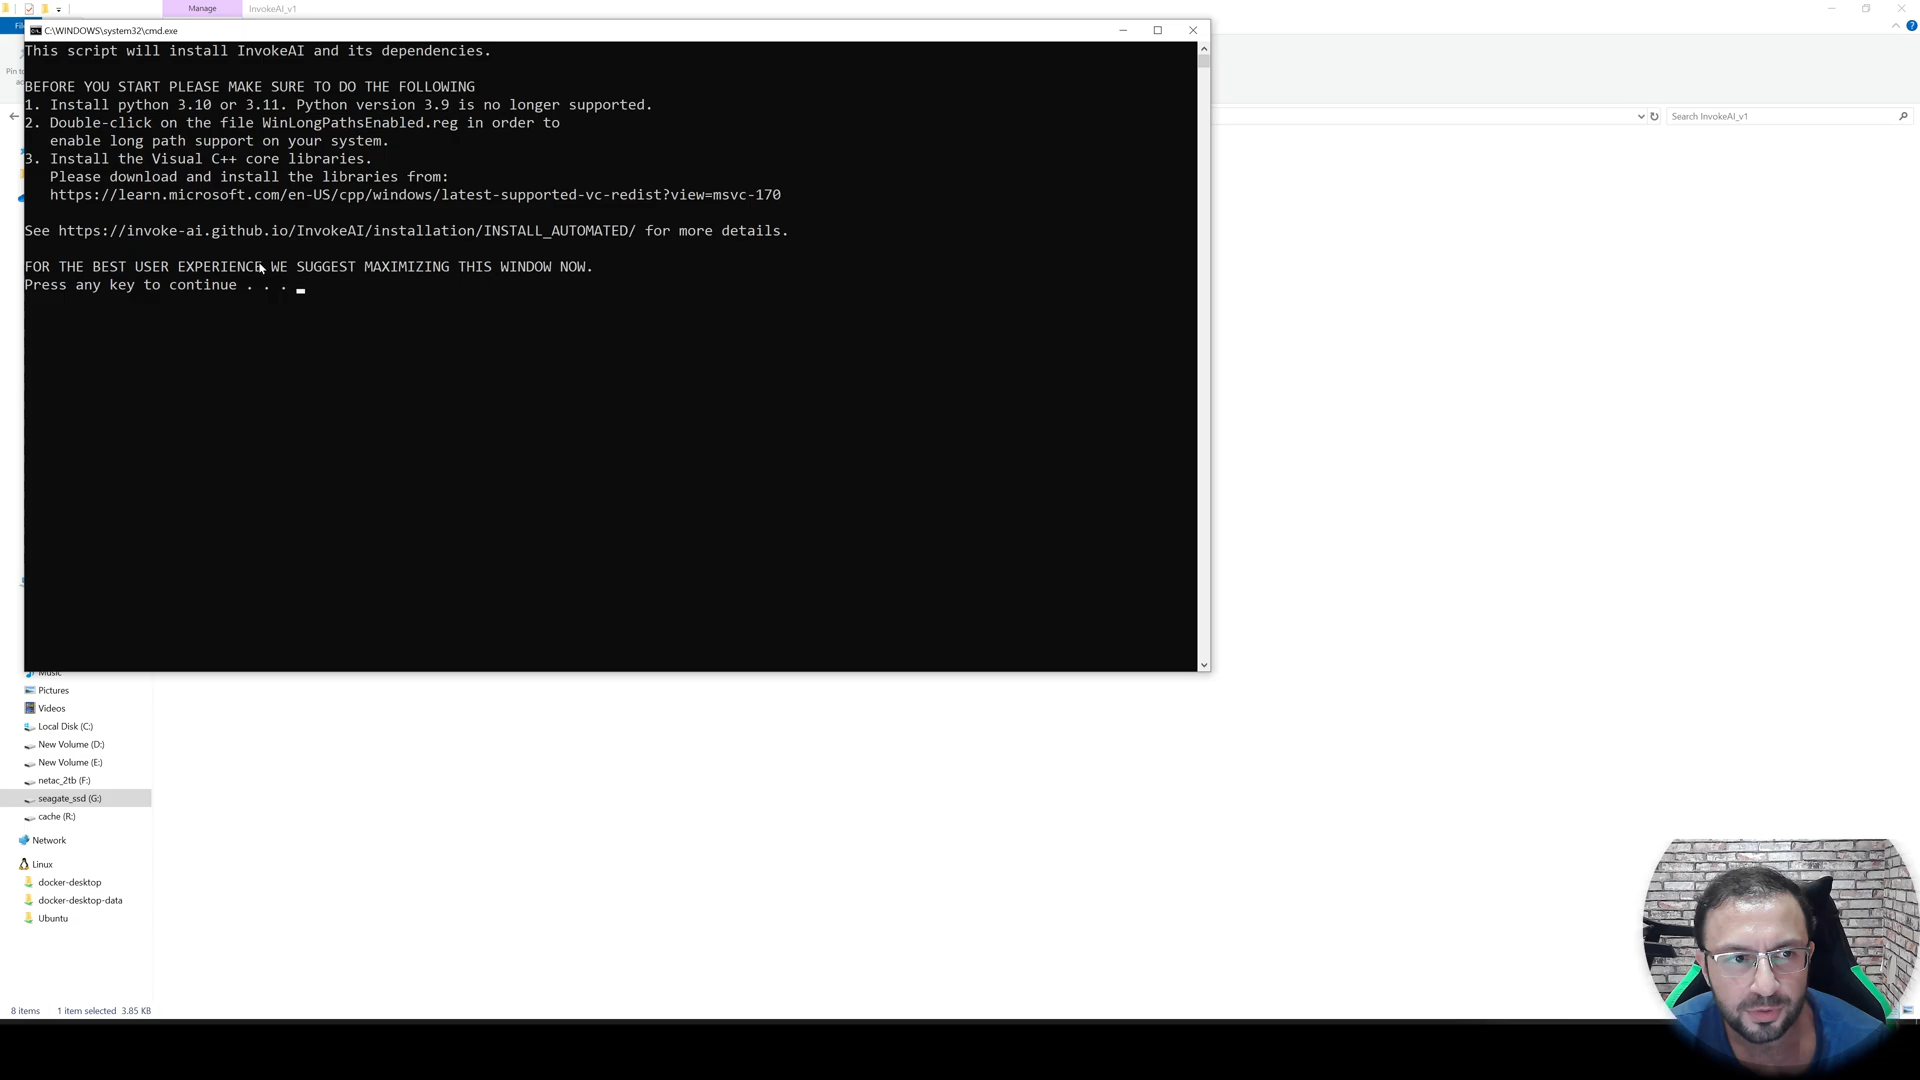 Manage
InvokeAI_v1
C:\WINDOWS\system32\cmd.exe
This script will install InvokeAI and its dependencies.
BEFORE YOU START PLEASE MAKE SURE TO DO THE FOLLOWING
1. Install python 3.10 or 3.11. Python version 3.9 is no longer supported.
2. Double-click on the file WinLongPathsEnabled.reg in order to
enable long path support on your system.
3. Install the Visual C++ core libraries.
Please download and install the libraries from:
https://learn.microsoft.com/en-US/cpp/windows/latest-supported-vc-redist?view=msvc-170
See https://invoke-ai.github.io/InvokeAI/installation/INSTALL_AUTOMATED/ for more details.
FOR THE BEST USER EXPERIENCE WE SUGGEST MAXIMIZING THIS WINDOW NOW.
Press any key to continue . . .
Search InvokeAI_v1
Music
Pictures
Videos
Local Disk (C:)
New Volume (D:)
New Volume (E:)
netac_2tb (F:)
seagate_ssd (G:)
cache (R:)
Network
Linux
docker-desktop
docker-desktop-data
Ubuntu
8 items 1 item selected 3.85 KB